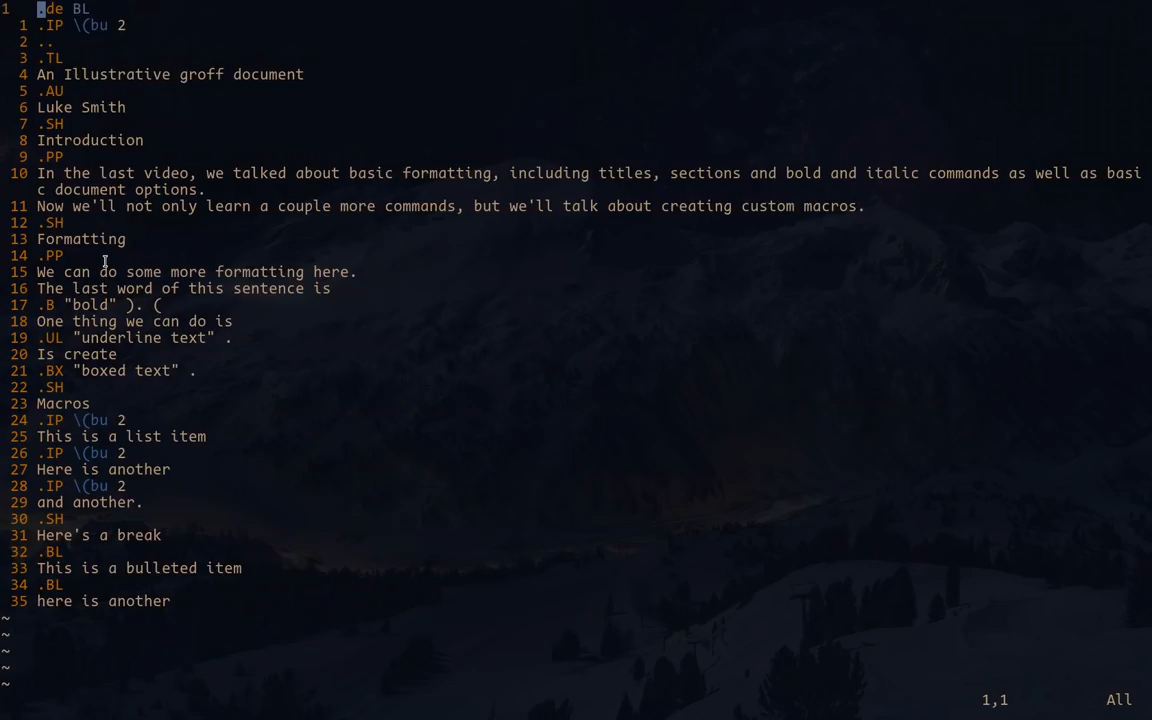 1   .de BL
1 .IP \(bu 2
2 ..
3 .TL
4 An Illustrative groff document
5 .AU
6 Luke Smith
7 .SH
8 Introduction
9 .PP
10 In the last video, we talked about basic formatting, including titles, sections and bold and italic commands as well as basi
c document options.
11 Now we'll not only learn a couple more commands, but we'll talk about creating custom macros.
12 .SH
13 Formatting
14 .PP
15 We can do some more formatting here.
16 The last word of this sentence is
17 .B "bold" ). (
18 One thing we can do is
19 .UL "underline text" .
20 Is create
21 .BX "boxed text" .
22 .SH
23 Macros
24 .IP \(bu 2
25 This is a list item
26 .IP \(bu 2
27 Here is another
28 .IP \(bu 2
29 and another.
30 .SH
31 Here's a break
32 .BL
33 This is a bulleted item
34 .BL
35 here is another
~
~
~
~
~
1,1 All